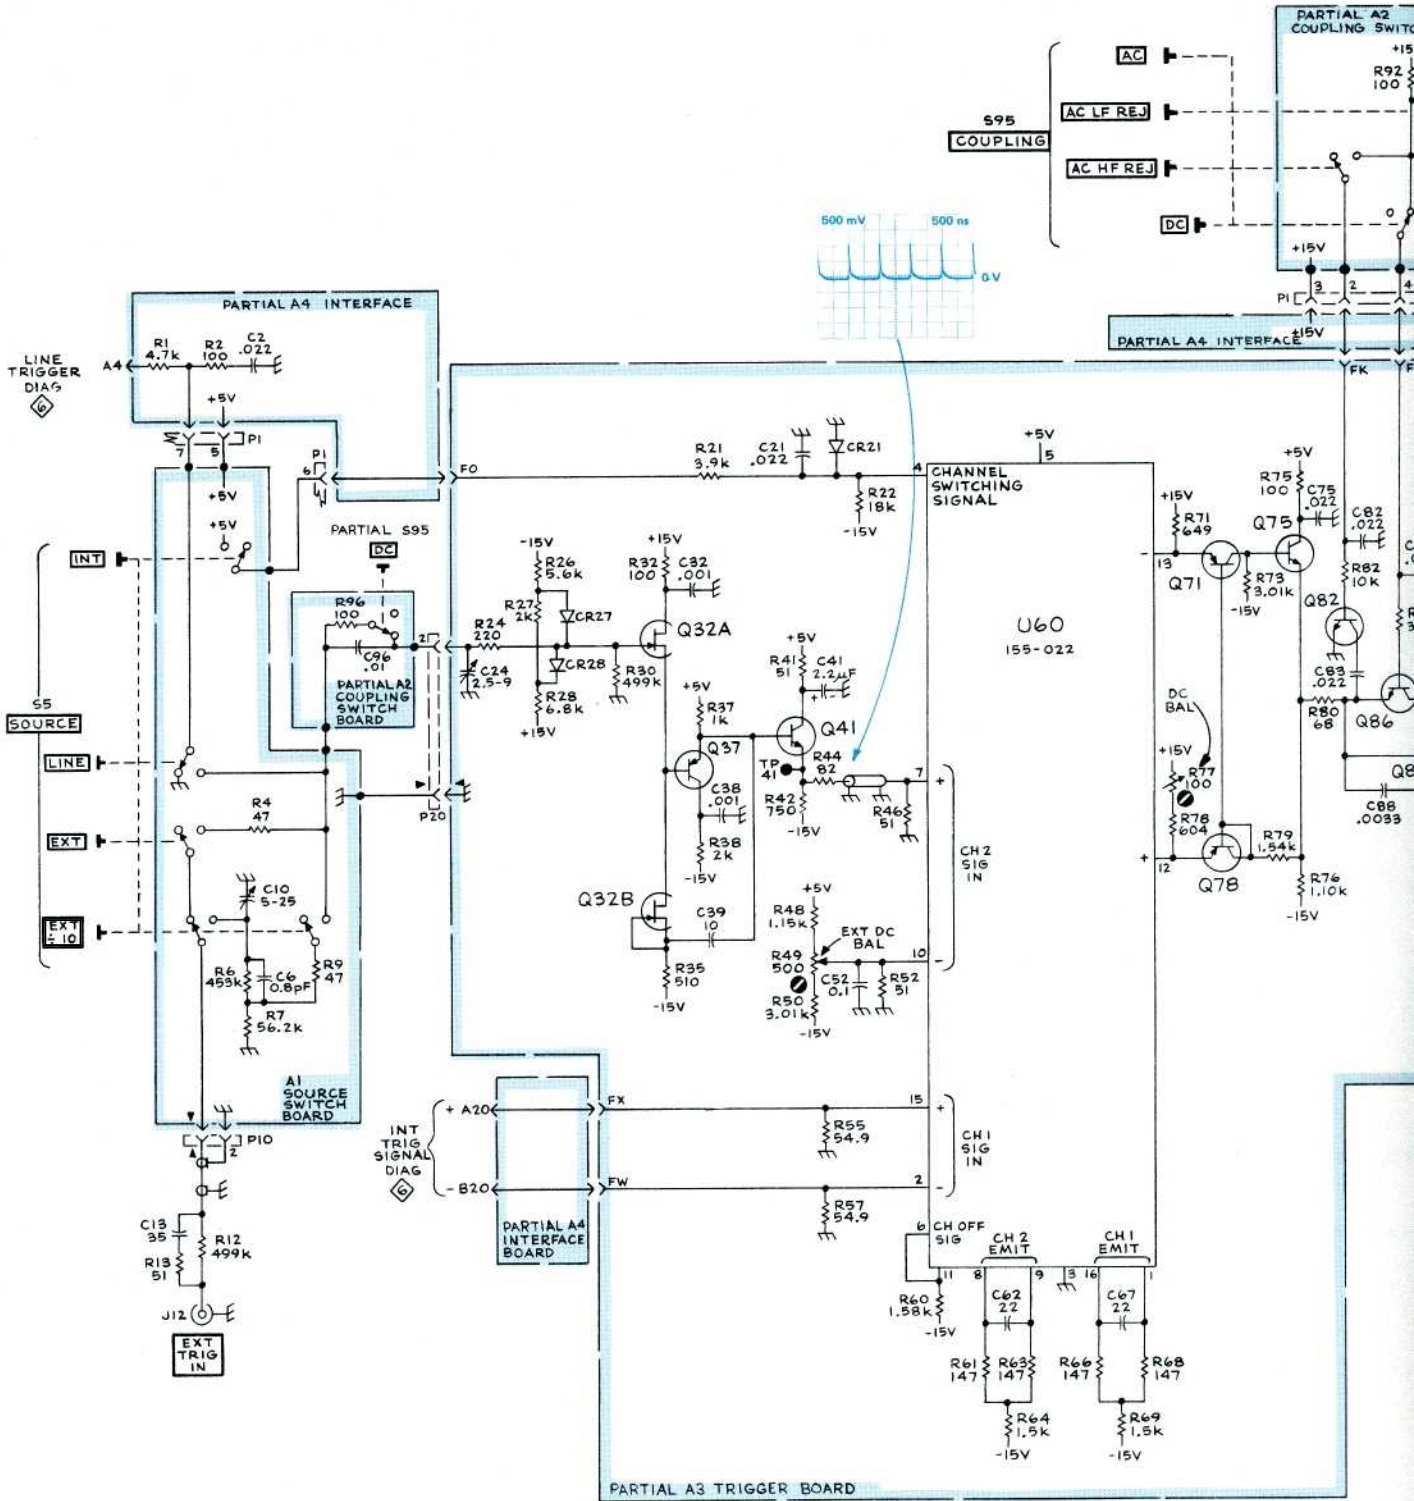 PARTIAL A2
COUPLING SWITC
+15
R92
100
AC
AC LF REJ
S95
COUPLING
AC HF REJ
DC
+15V
3
2
4
P1
500 mV
500 ns
0V
PARTIAL A4 INTERFACE
+15V
FK
F
PARTIAL A4 INTERFACE
LINE
TRIGGER
DIAG
6
A4
R1
4.7k
R2
100
C2
.022
+5V
7
5
P1
+5V
+5V
P1
6
FO
R21
3.9k
C21
.022
CR21
R22
18k
-15V
4
CHANNEL
SWITCHING
SIGNAL
+5V
5
U60
155-022
INT
PARTIAL S95
DC
R96
100
C96
.01
PARTIAL A2
COUPLING
SWITCH
BOARD
2
P20
S5
SOURCE
LINE
EXT
EXT
÷ 10
R4
47
C10
5-25
R6
453k
C6
0.8pF
R9
47
R7
56.2k
A1
SOURCE
SWITCH
BOARD
P10
2
C13
35
R13
51
R12
499k
J12
EXT
TRIG
IN
R24
220
C24
2.5-9
-15V
R26
5.6k
R27
2k
CR27
CR28
R28
6.8k
+15V
R30
499k
+15V
R32
100
C32
.001
Q32A
+5V
R37
1k
Q37
C38
.001
R38
2k
-15V
Q32B
C39
10
R35
510
-15V
+5V
R41
51
C41
2.2µF
+
Q41
TP
41
R44
82
R42
750
-15V
R46
51
7
+
CH 2
SIG
IN
+5V
R48
1.15k
EXT DC
BAL
R49
500
R50
3.01k
-15V
C52
0.1
R52
51
10
-
INT
TRIG
SIGNAL
DIAG
6
+ A20
- B20
FX
FW
PARTIAL A4
INTERFACE
BOARD
R55
54.9
R57
54.9
15
+
CH 1
SIG
IN
2
-
6
CH OFF
SIG
11
R60
1.58k
-15V
CH 2
EMIT
8
9
3
CH 1
EMIT
16
1
C62
22
C67
22
R61
147
R63
147
R66
147
R68
147
R64
1.5k
-15V
R69
1.5k
-15V
+15V
R71
649
-
13
Q71
R73
3.01k
-15V
+5V
R75
100
C75
.022
Q75
C82
.022
R82
10k
Q82
C83
.022
R80
68
Q86
Q8
C88
.0033
DC
BAL
+15V
R77
100
R78
604
+
12
Q78
R79
1.54k
R76
1.10k
-15V
PARTIAL A3 TRIGGER BOARD